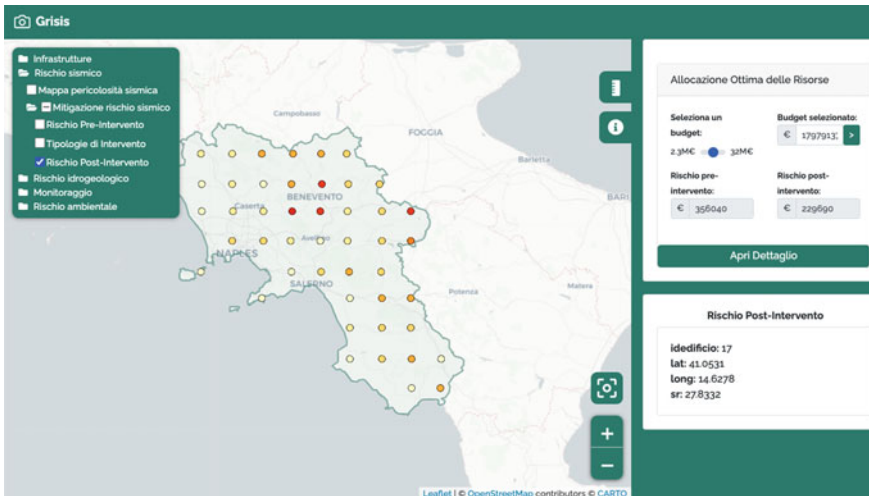 Grisis
Infrastrutture
Rischio sismico
Mappa pericolosità sismica
Mitigazione rischio sismico
Rischio Pre-Intervento
Tipologie di Intervento
Rischio Post-Intervento
Rischio idrogeologico
Monitoraggio
Rischio ambientale
Campobasso
FOGGIA
Barletta
BARI
BENEVENTO
Caserta
Avellino
NAPLES
SALERNO
Potenza
Matera
+
−
Leaflet | © OpenStreetMap contributors © CARTO
Allocazione Ottima delle Risorse
Seleziona un
budget:
2.3M€ 32M€
Budget selezionato:
€ >
Rischio pre-
intervento:
€ 356040
Rischio post-
intervento:
€ 229690
Apri Dettaglio
Rischio Post-Intervento
idedificio: 17
lat: 41.0531
long: 14.6278
sr: 27.8332